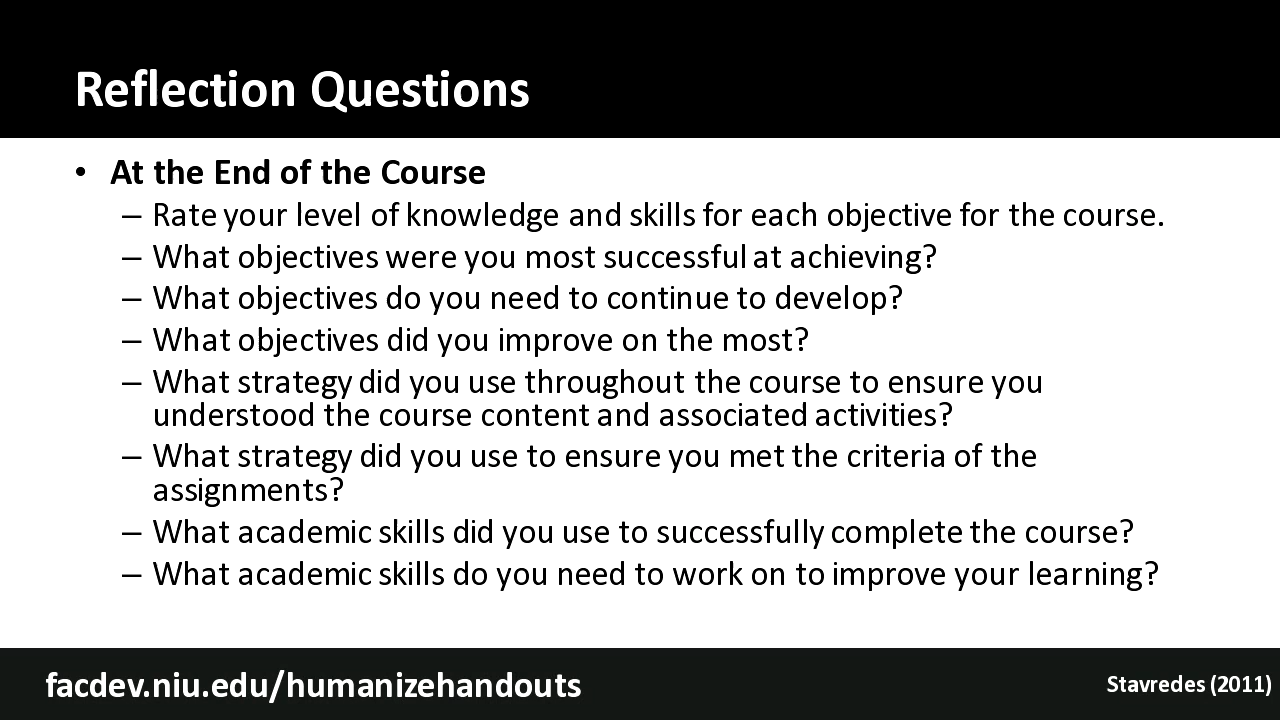 Reflection Questions
• At the End of the Course
– Rate your level of knowledge and skills for each objective for the course.
– What objectives were you most successful at achieving?
– What objectives do you need to continue to develop?
– What objectives did you improve on the most?
– What strategy did you use throughout the course to ensure you
understood the course content and associated activities?
– What strategy did you use to ensure you met the criteria of the
assignments?
– What academic skills did you use to successfully complete the course?
– What academic skills do you need to work on to improve your learning?
facdev.niu.edu/humanizehandouts
Stavredes (2011)